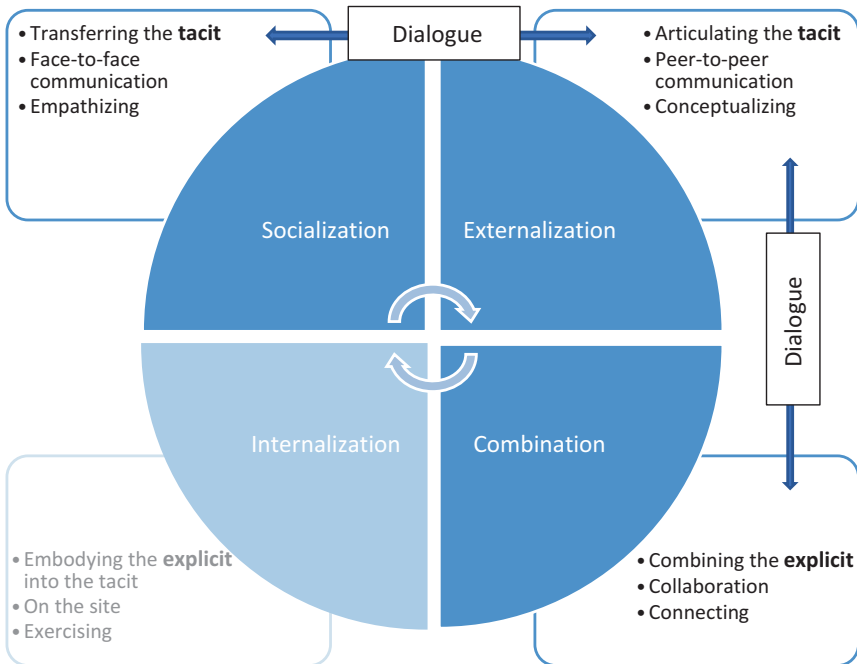 • Transferring the tacit
• Face-to-face
communication
• Empathizing
Dialogue
• Articulating the tacit
• Peer-to-peer
communication
• Conceptualizing
Socialization
Externalization
Dialogue
Internalization
Combination
• Embodying the explicit
into the tacit
• On the site
• Exercising
• Combining the explicit
• Collaboration
• Connecting